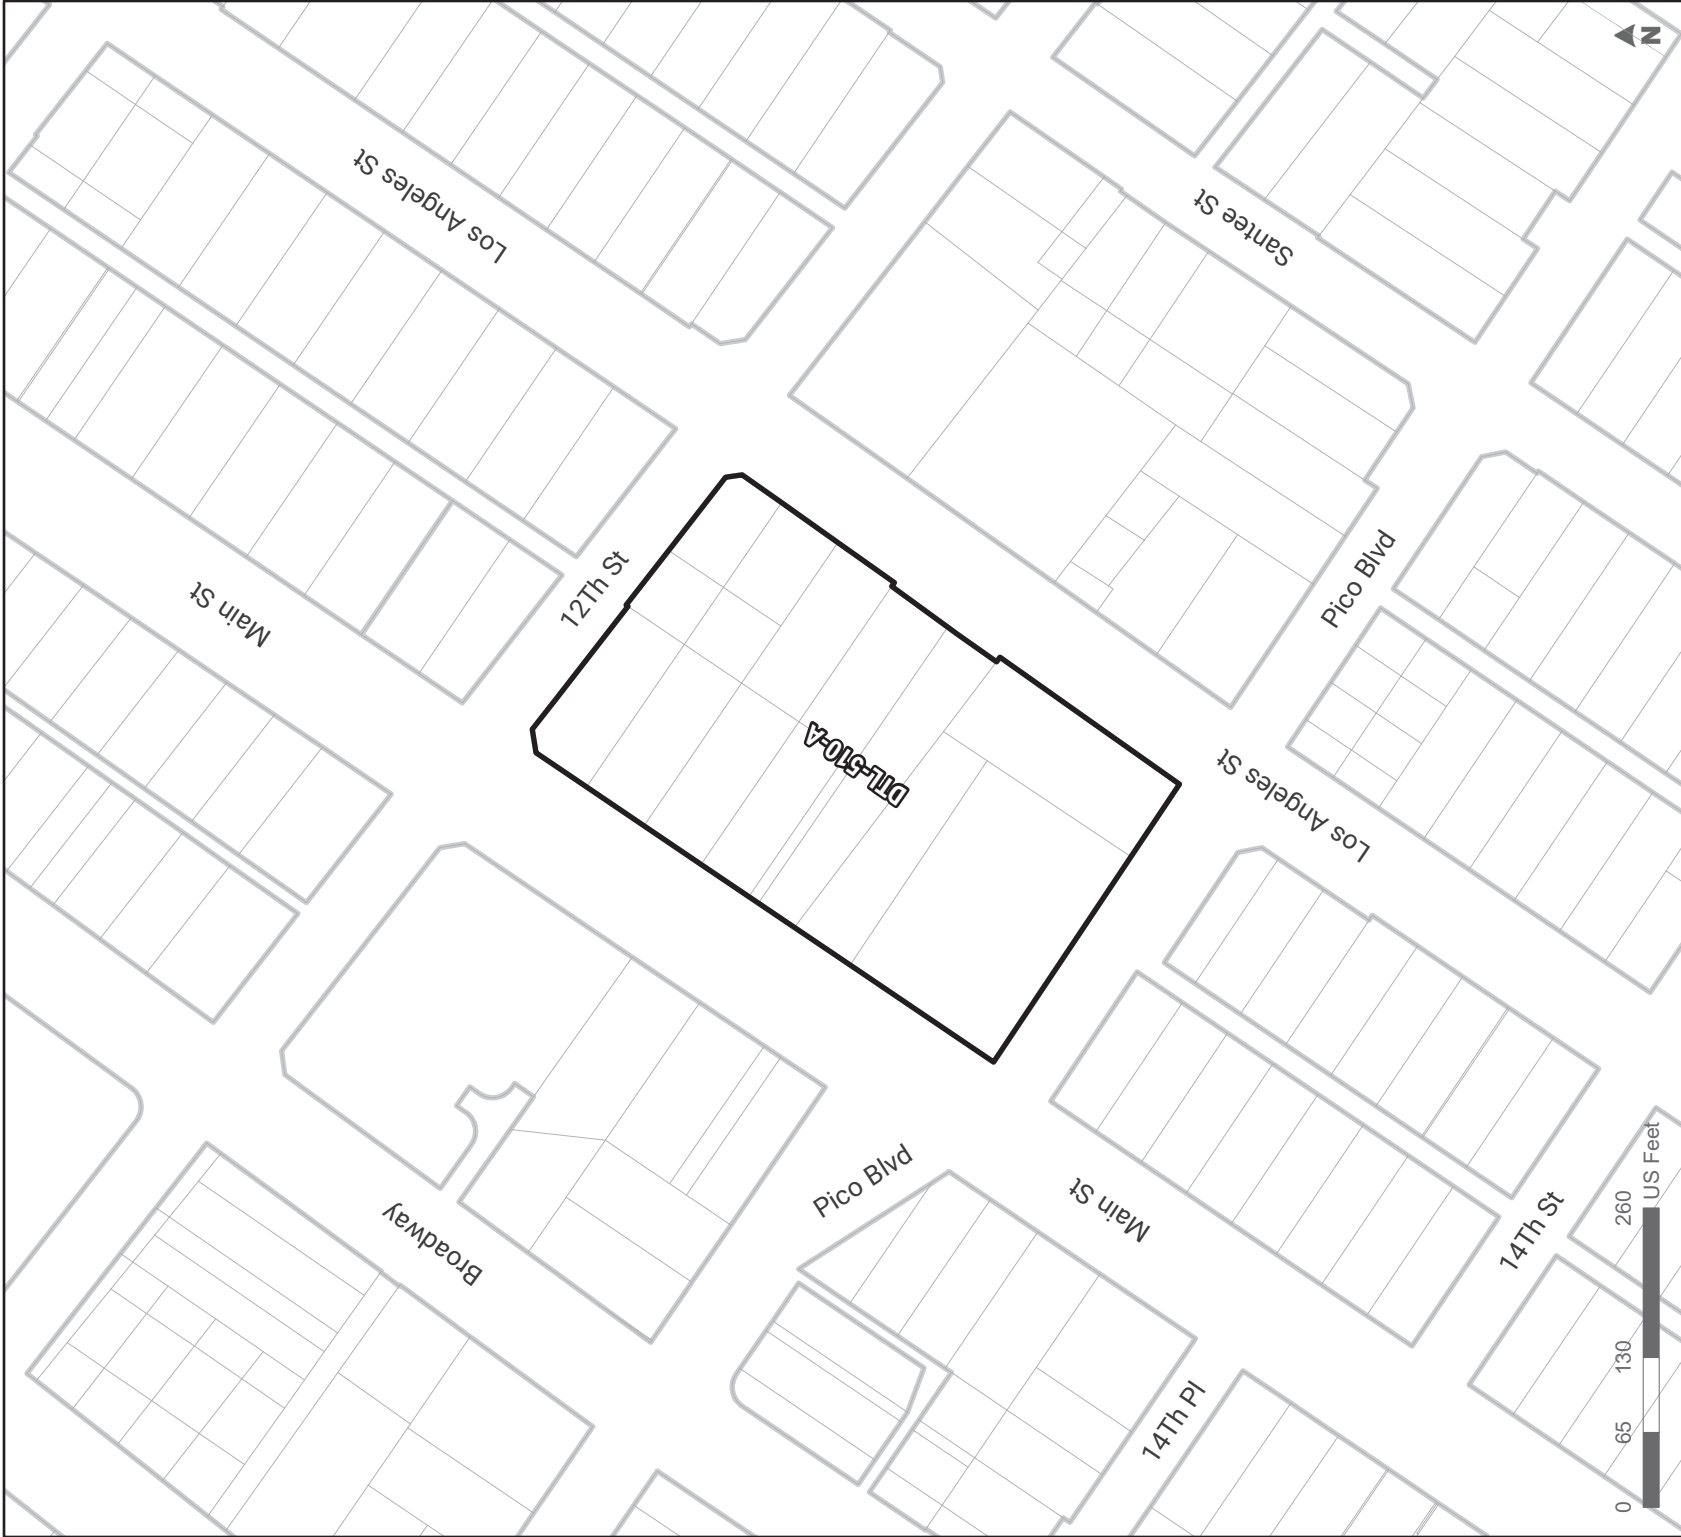 N
Los Angeles St
Santee St
12Th St
Main St
Pico Blvd
DTL-510-A
Los Angeles St
Pico Blvd
Broadway
Main St
14Th St
14Th Pl
0 65 130 260
US Feet